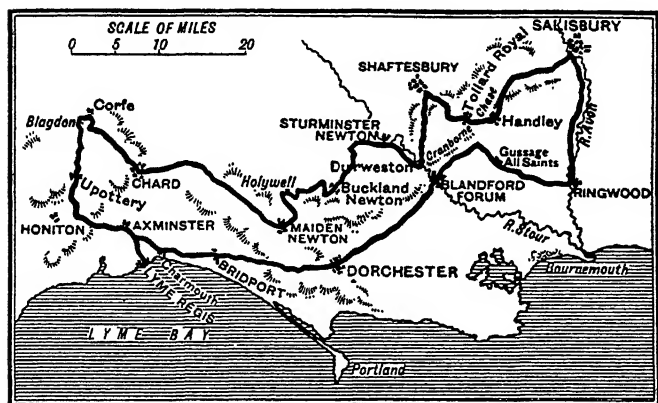 SCALE OF MILES
0 5 10 20
SALISBURY
SHAFTESBURY
Tollard Royal
Corfe
Blagdon
Chase
Handley
R. Avon
STURMINSTER
NEWTON
Cranborne
Durweston
Gussage
All Saints
CHARD
Holywell
Buckland
Newton
BLANDFORD
FORUM
RINGWOOD
Upottery
HONITON
AXMINSTER
MAIDEN
NEWTON
R. Stour
DORCHESTER
Bournemouth
BRIDPORT
Charmouth
LYME REGIS
LYME BAY
Portland